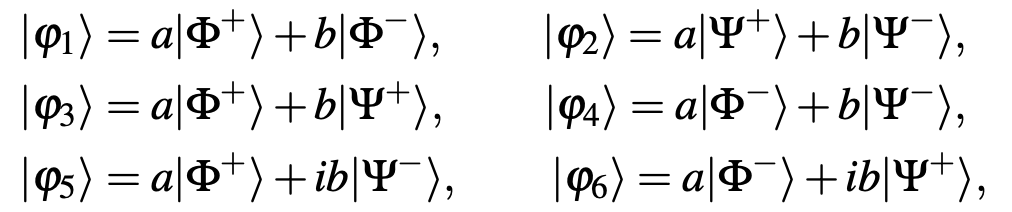 |φ₁⟩ = a|Φ⁺⟩ + b|Φ⁻⟩, |φ₂⟩ = a|Ψ⁺⟩ + b|Ψ⁻⟩,
|φ₃⟩ = a|Φ⁺⟩ + b|Ψ⁺⟩, |φ₄⟩ = a|Φ⁻⟩ + b|Ψ⁻⟩,
|φ₅⟩ = a|Φ⁺⟩ + ib|Ψ⁻⟩, |φ₆⟩ = a|Φ⁻⟩ + ib|Ψ⁺⟩,